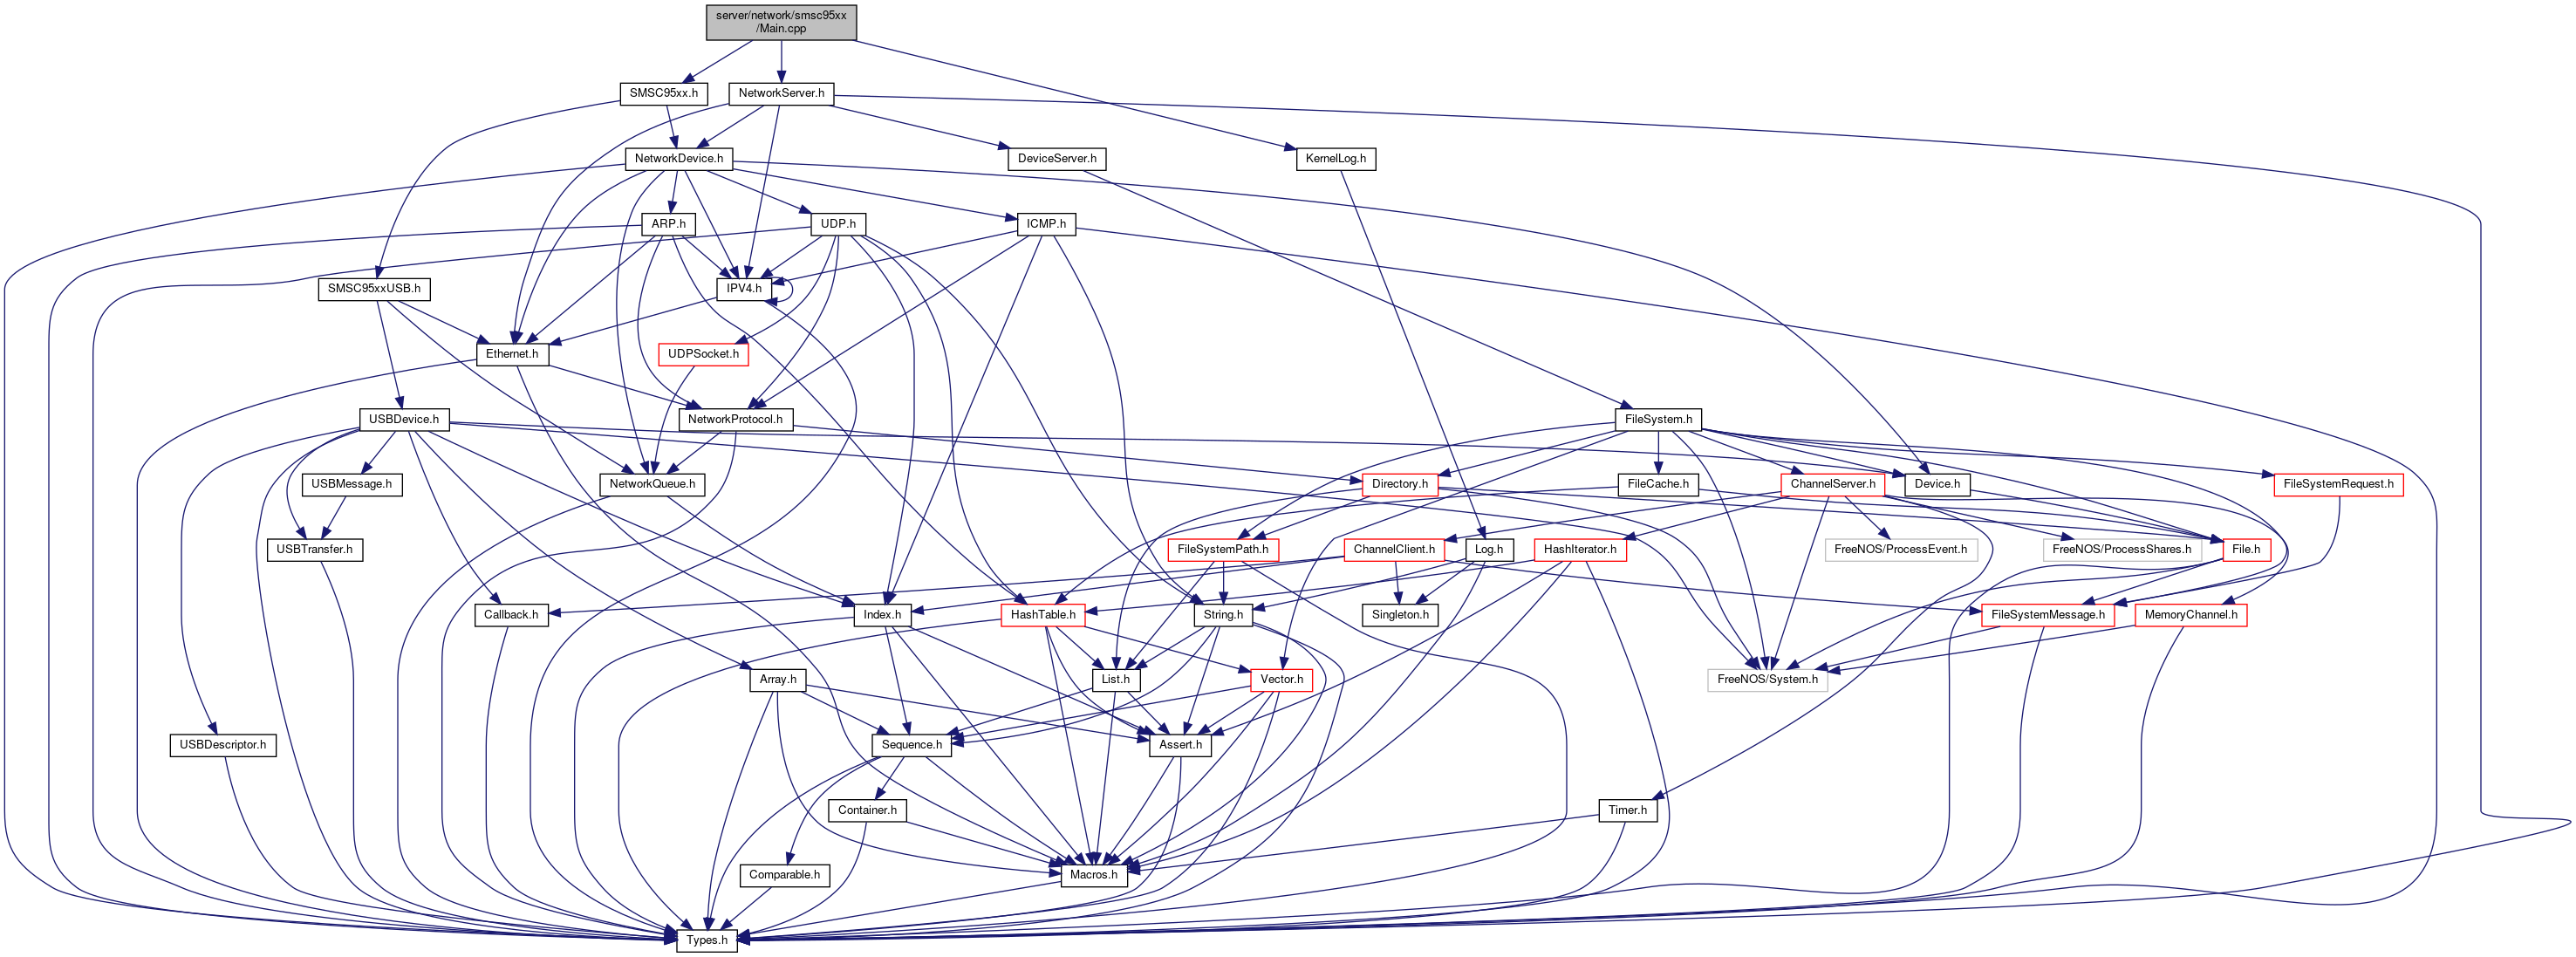 server/network/smsc95xx
/Main.cpp
SMSC95xx.h
NetworkServer.h
NetworkDevice.h
DeviceServer.h
KernelLog.h
ARP.h
UDP.h
ICMP.h
SMSC95xxUSB.h
IPV4.h
Ethernet.h
UDPSocket.h
USBDevice.h
NetworkProtocol.h
FileSystem.h
USBMessage.h
NetworkQueue.h
Directory.h
FileCache.h
ChannelServer.h
Device.h
FileSystemRequest.h
USBTransfer.h
FileSystemPath.h
ChannelClient.h
Log.h
HashIterator.h
FreeNOS/ProcessEvent.h
FreeNOS/ProcessShares.h
File.h
Callback.h
Index.h
HashTable.h
String.h
Singleton.h
FileSystemMessage.h
MemoryChannel.h
Array.h
List.h
Vector.h
FreeNOS/System.h
USBDescriptor.h
Sequence.h
Assert.h
Container.h
Timer.h
Comparable.h
Macros.h
Types.h